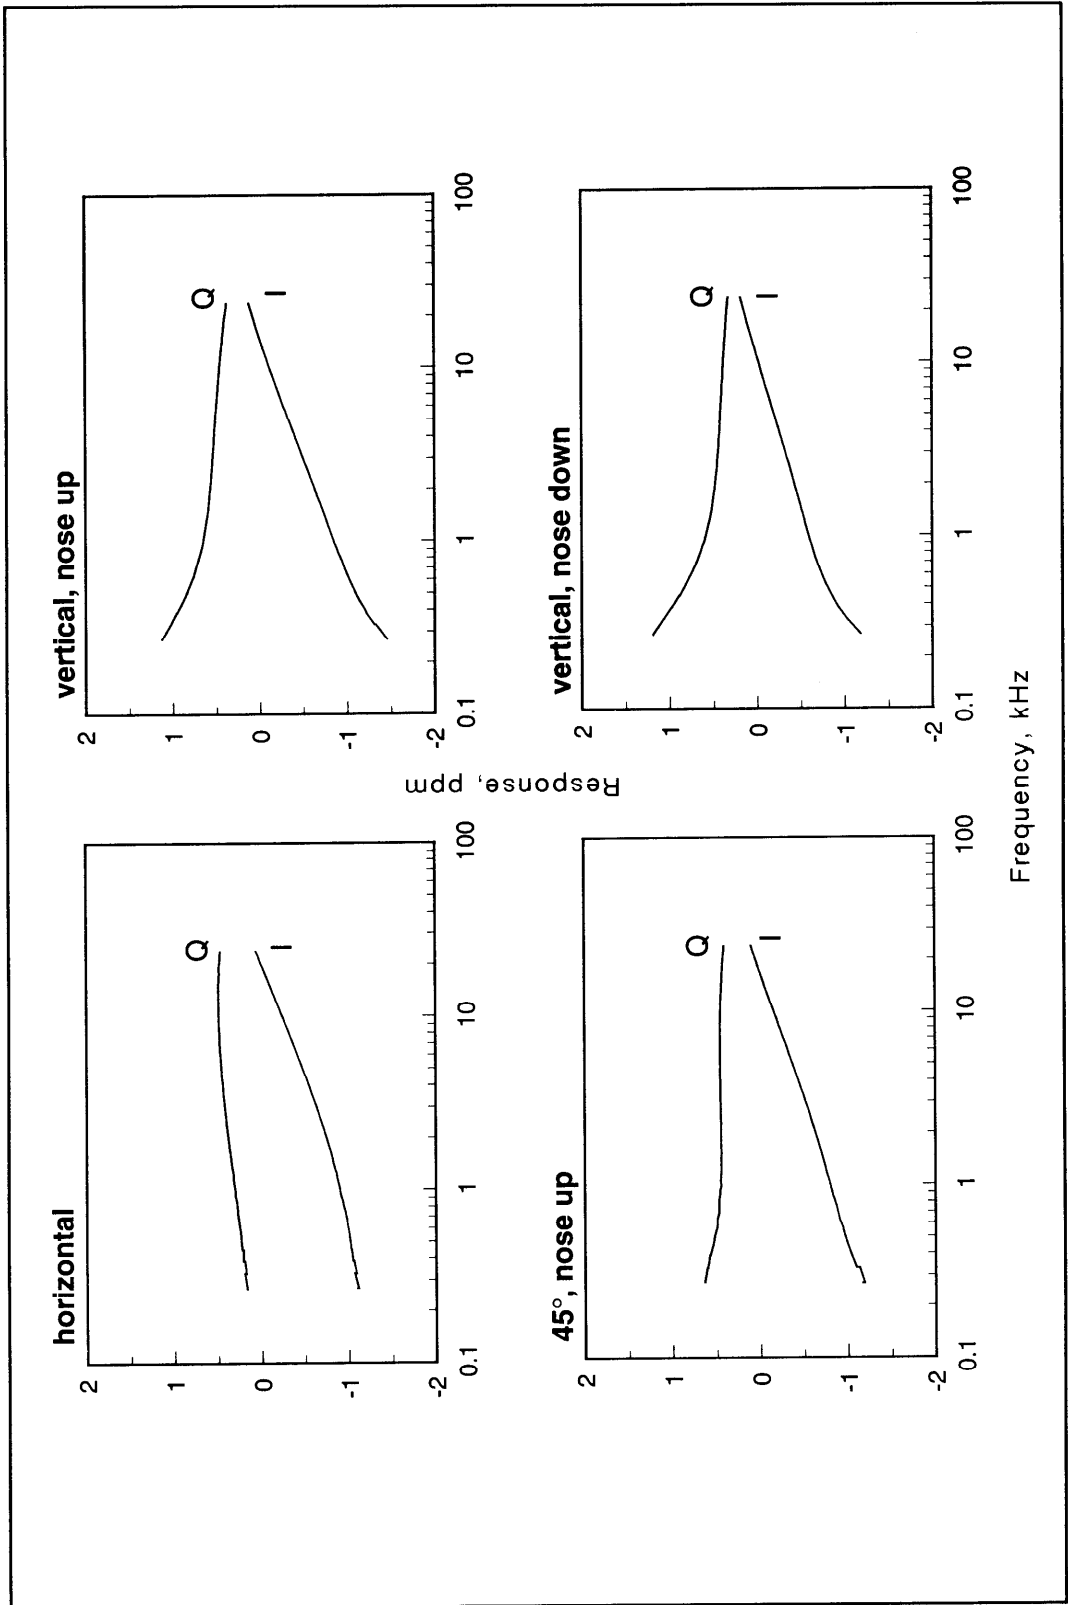 horizontal
2
1
0
-1
-2
Q
I
0.1 1 10 100
vertical, nose up
2
1
0
-1
-2
Q
I
0.1 1 10 100
Response, ppm
45°, nose up
2
1
0
-1
-2
Q
I
0.1 1 10 100
vertical, nose down
2
1
0
-1
-2
Q
I
0.1 1 10 100
Frequency, kHz